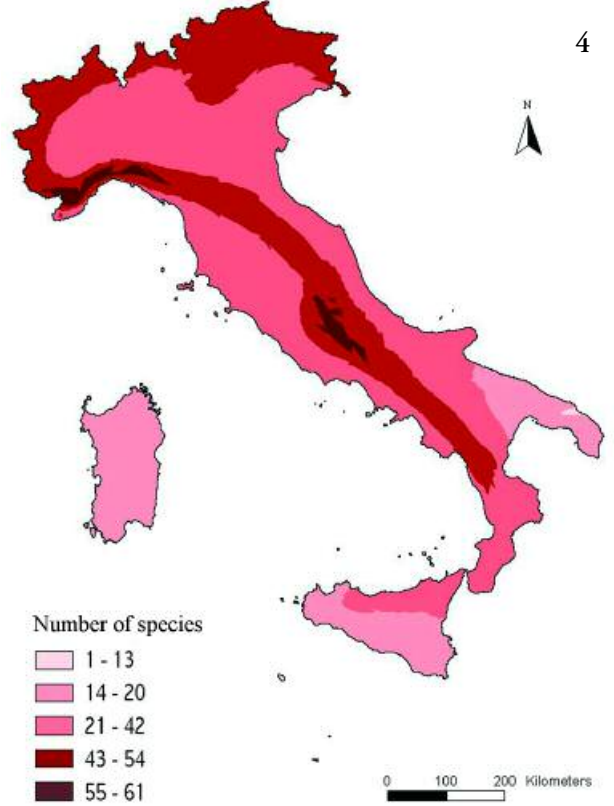 4
N
Number of species
1 - 13
14 - 20
21 - 42
43 - 54
55 - 61
0 100 200 Kilometers